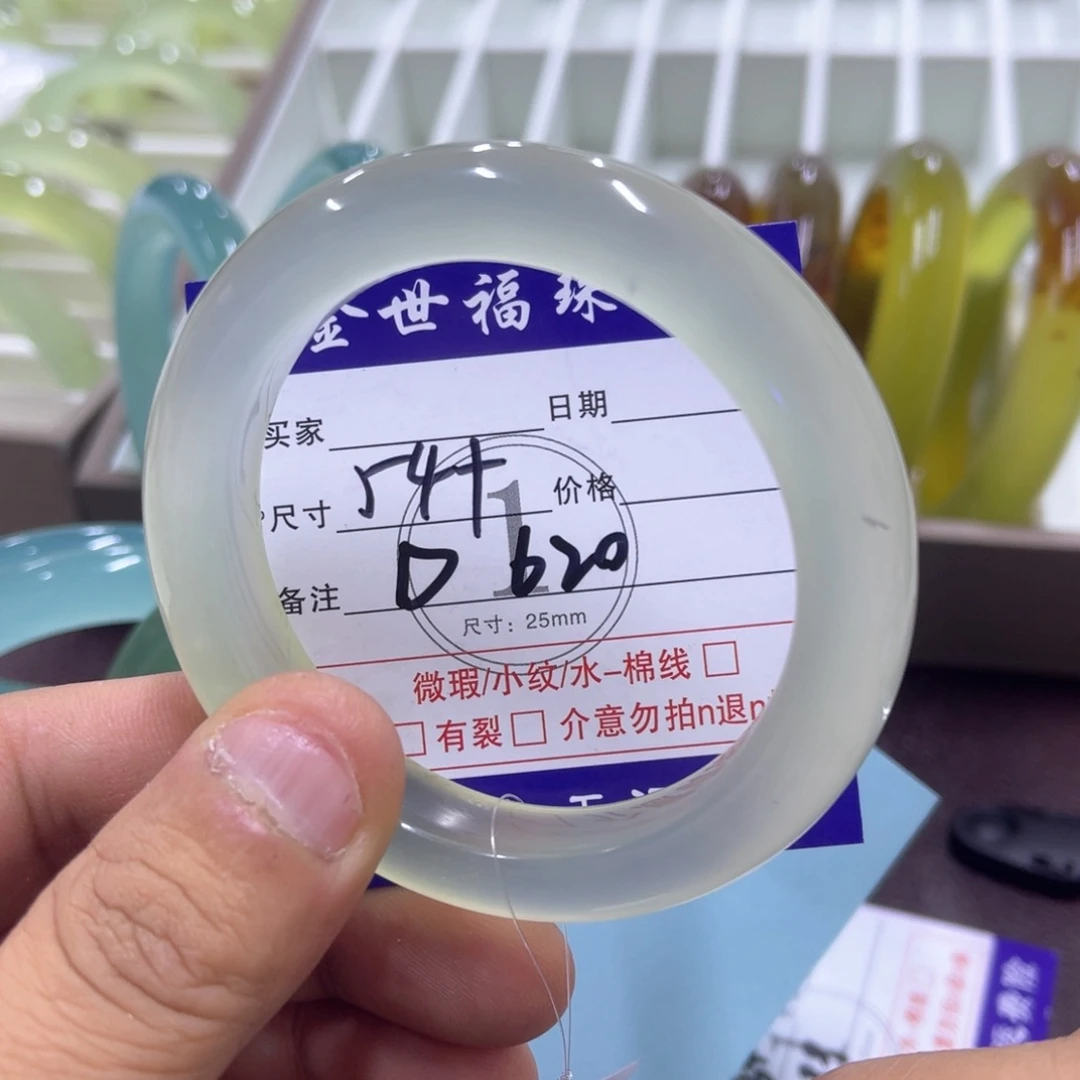 金世福珠
买家 日期
尺寸 54+ 价格
1
备注 D 620
尺寸：25mm
微瑕/小纹/水-棉线 □
□ 有裂 □ 介意勿拍n退n